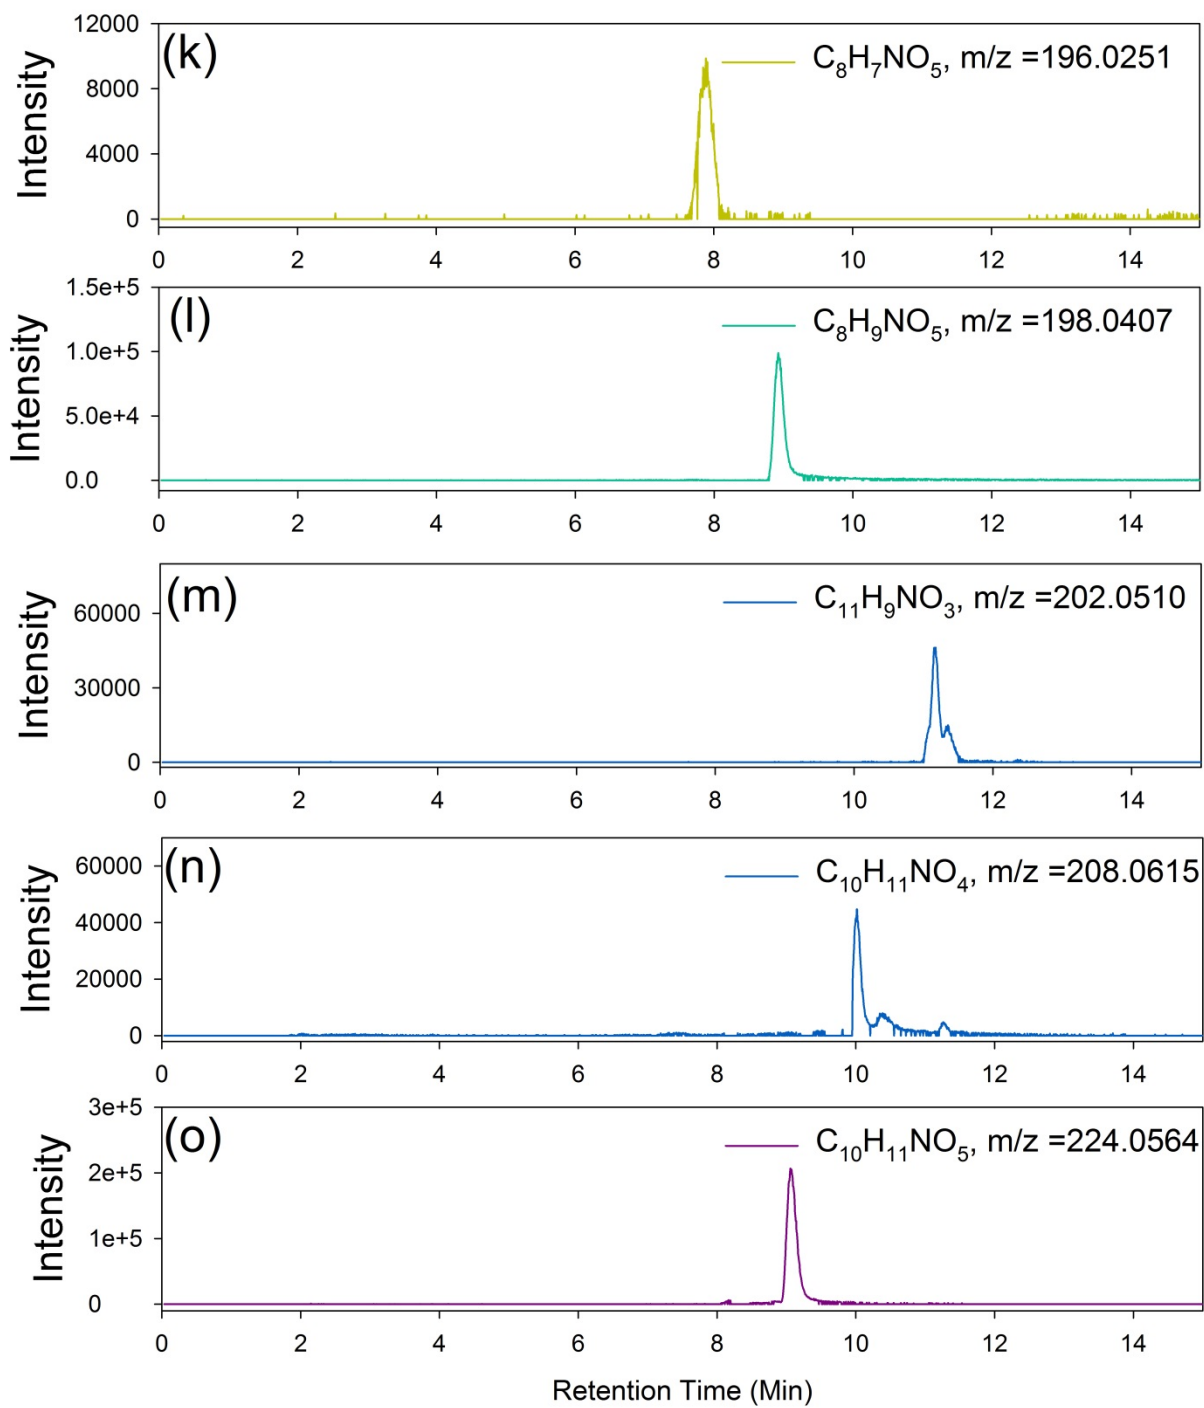 (k)
C₈H₇NO₅, m/z =196.0251
Intensity
12000
8000
4000
0
0 2 4 6 8 10 12 14
(l)
C₈H₉NO₅, m/z =198.0407
Intensity
1.5e+5
1.0e+5
5.0e+4
0.0
0 2 4 6 8 10 12 14
(m)
C₁₁H₉NO₃, m/z =202.0510
Intensity
60000
30000
0
0 2 4 6 8 10 12 14
(n)
C₁₀H₁₁NO₄, m/z =208.0615
Intensity
60000
40000
20000
0
0 2 4 6 8 10 12 14
(o)
C₁₀H₁₁NO₅, m/z =224.0564
Intensity
3e+5
2e+5
1e+5
0
0 2 4 6 8 10 12 14
Retention Time (Min)